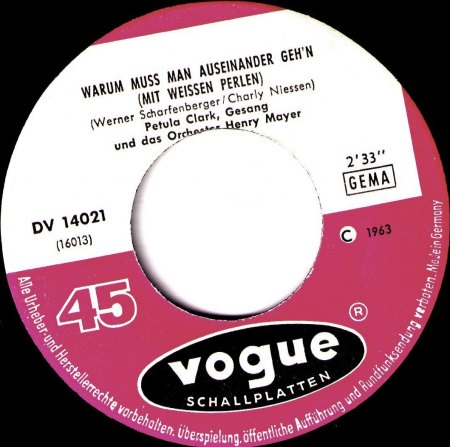 WARUM MUSS MAN AUSEINANDER GEH'N
(MIT WEISSEN PERLEN)
(Werner Scharfenberger/Charly Niessen)
Petula Clark, Gesang
und das Orchester Henry Mayer
2'33"
GEMA
DV 14021
(16013)
C 1963
45
®
vogue
SCHALLPLATTEN
Alle Urheber- und Herstellerrechte vorbehalten. Überspielung, öffentliche Aufführung und Rundfunksendung verboten. Made in Germany